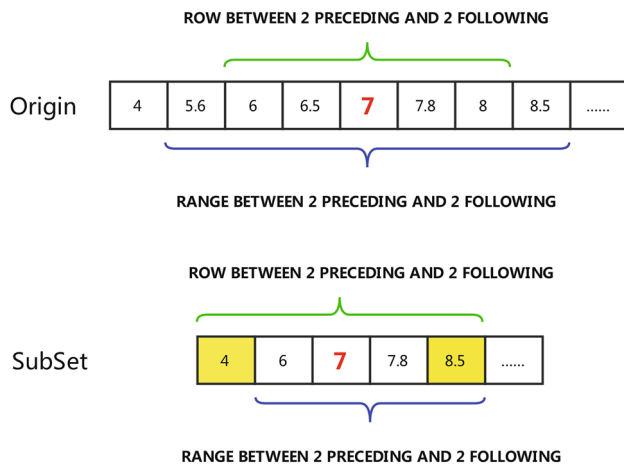 ROW BETWEEN 2 PRECEDING AND 2 FOLLOWING
Origin 4 5.6 6 6.5 7 7.8 8 8.5 ......
RANGE BETWEEN 2 PRECEDING AND 2 FOLLOWING
ROW BETWEEN 2 PRECEDING AND 2 FOLLOWING
SubSet 4 6 7 7.8 8.5 ......
RANGE BETWEEN 2 PRECEDING AND 2 FOLLOWING